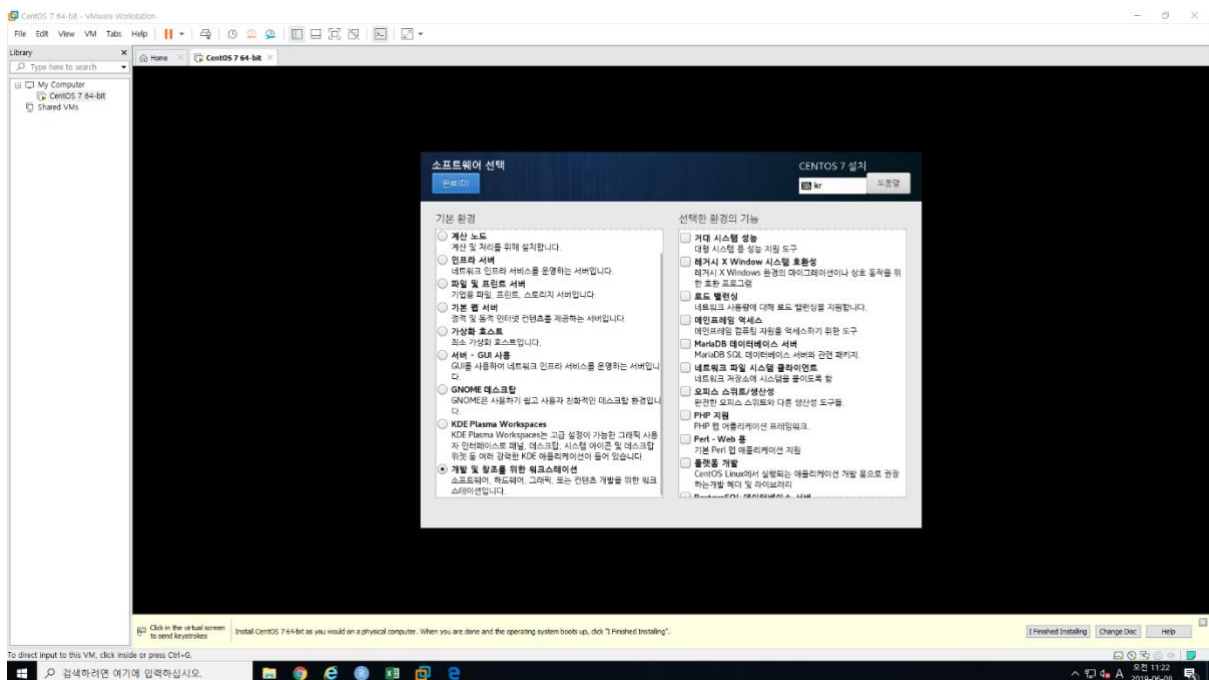 CentOS 7 64-bit - VMware Workstation
File Edit View VM Tabs Help
Library
Type here to search
Home
CentOS 7 64-bit
My Computer
CentOS 7 64-bit
Shared VMs
소프트웨어 선택
CENTOS 7 설치
완료(D)
kr
도움말
기본 환경
계산 노드
계산 및 처리를 위해 설치합니다.
인프라 서버
네트워크 인프라 서비스를 운영하는 서버입니다.
파일 및 프린트 서버
기업용 파일, 프린트, 스토리지 서버입니다.
기본 웹 서버
정적 및 동적 인터넷 컨텐츠를 제공하는 서버입니다.
가상화 호스트
최소 가상화 호스트입니다.
서버 - GUI 사용
GUI를 사용하여 네트워크 인프라 서비스를 운영하는 서버입니
다.
GNOME 데스크탑
GNOME은 사용하기 쉽고 사용자 친화적인 데스크탑 환경입니
다.
KDE Plasma Workspaces
KDE Plasma Workspaces는 고급 설정이 가능한 그래픽 사용
자 인터페이스로 패널, 데스크탑, 시스템 아이콘 및 데스크탑
위젯 등 여러 강력한 KDE 애플리케이션이 들어 있습니다
개발 및 창조를 위한 워크스테이션
소프트웨어, 하드웨어, 그래픽, 또는 컨텐츠 개발을 위한 워크
스테이션입니다.
선택한 환경의 기능
거대 시스템 성능
대형 시스템 용 성능 지원 도구
레거시 X Window 시스템 호환성
레거시 X Windows 환경의 마이그레이션이나 상호 동작을 위
한 호환 프로그램
로드 밸런싱
네트워크 사용량에 대해 로드 밸런싱을 지원합니다.
메인프레임 억세스
메인프레임 컴퓨팅 자원을 억세스하기 위한 도구
MariaDB 데이터베이스 서버
MariaDB SQL 데이터베이스 서버와 관련 패키지.
네트워크 파일 시스템 클라이언트
네트워크 저장소에 시스템을 붙이도록 함
오피스 스위트/생산성
완전한 오피스 스위트와 다른 생산성 도구들.
PHP 지원
PHP 웹 어플리케이션 프레임워크.
Perl - Web 용
기본 Perl 웹 애플리케이션 지원
플랫폼 개발
CentOS Linux에서 실행되는 애플리케이션 개발 용으로 권장
하는개발 헤더 및 라이브러리
PostgreSQL 데이터베이스 서버
Click in the virtual screen
to send keystrokes
Install CentOS 7 64-bit as you would on a physical computer. When you are done and the operating system boots up, click "I Finished Installing".
I Finished Installing
Change Disc
Help
To direct input to this VM, click inside or press Ctrl+G.
검색하려면 여기에 입력하십시오.
A
오전 11:22
2019-06-08